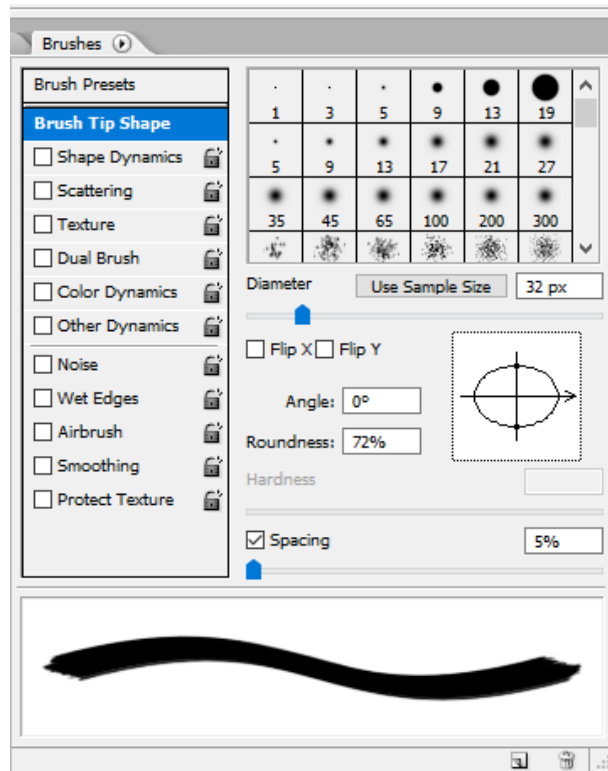 Brushes
Brush Presets
Brush Tip Shape
Shape Dynamics
Scattering
Texture
Dual Brush
Color Dynamics
Other Dynamics
Noise
Wet Edges
Airbrush
Smoothing
Protect Texture
1 3 5 9 13 19
5 9 13 17 21 27
35 45 65 100 200 300
Diameter Use Sample Size 32 px
Flip X Flip Y
Angle: 0°
Roundness: 72%
Hardness
Spacing 5%